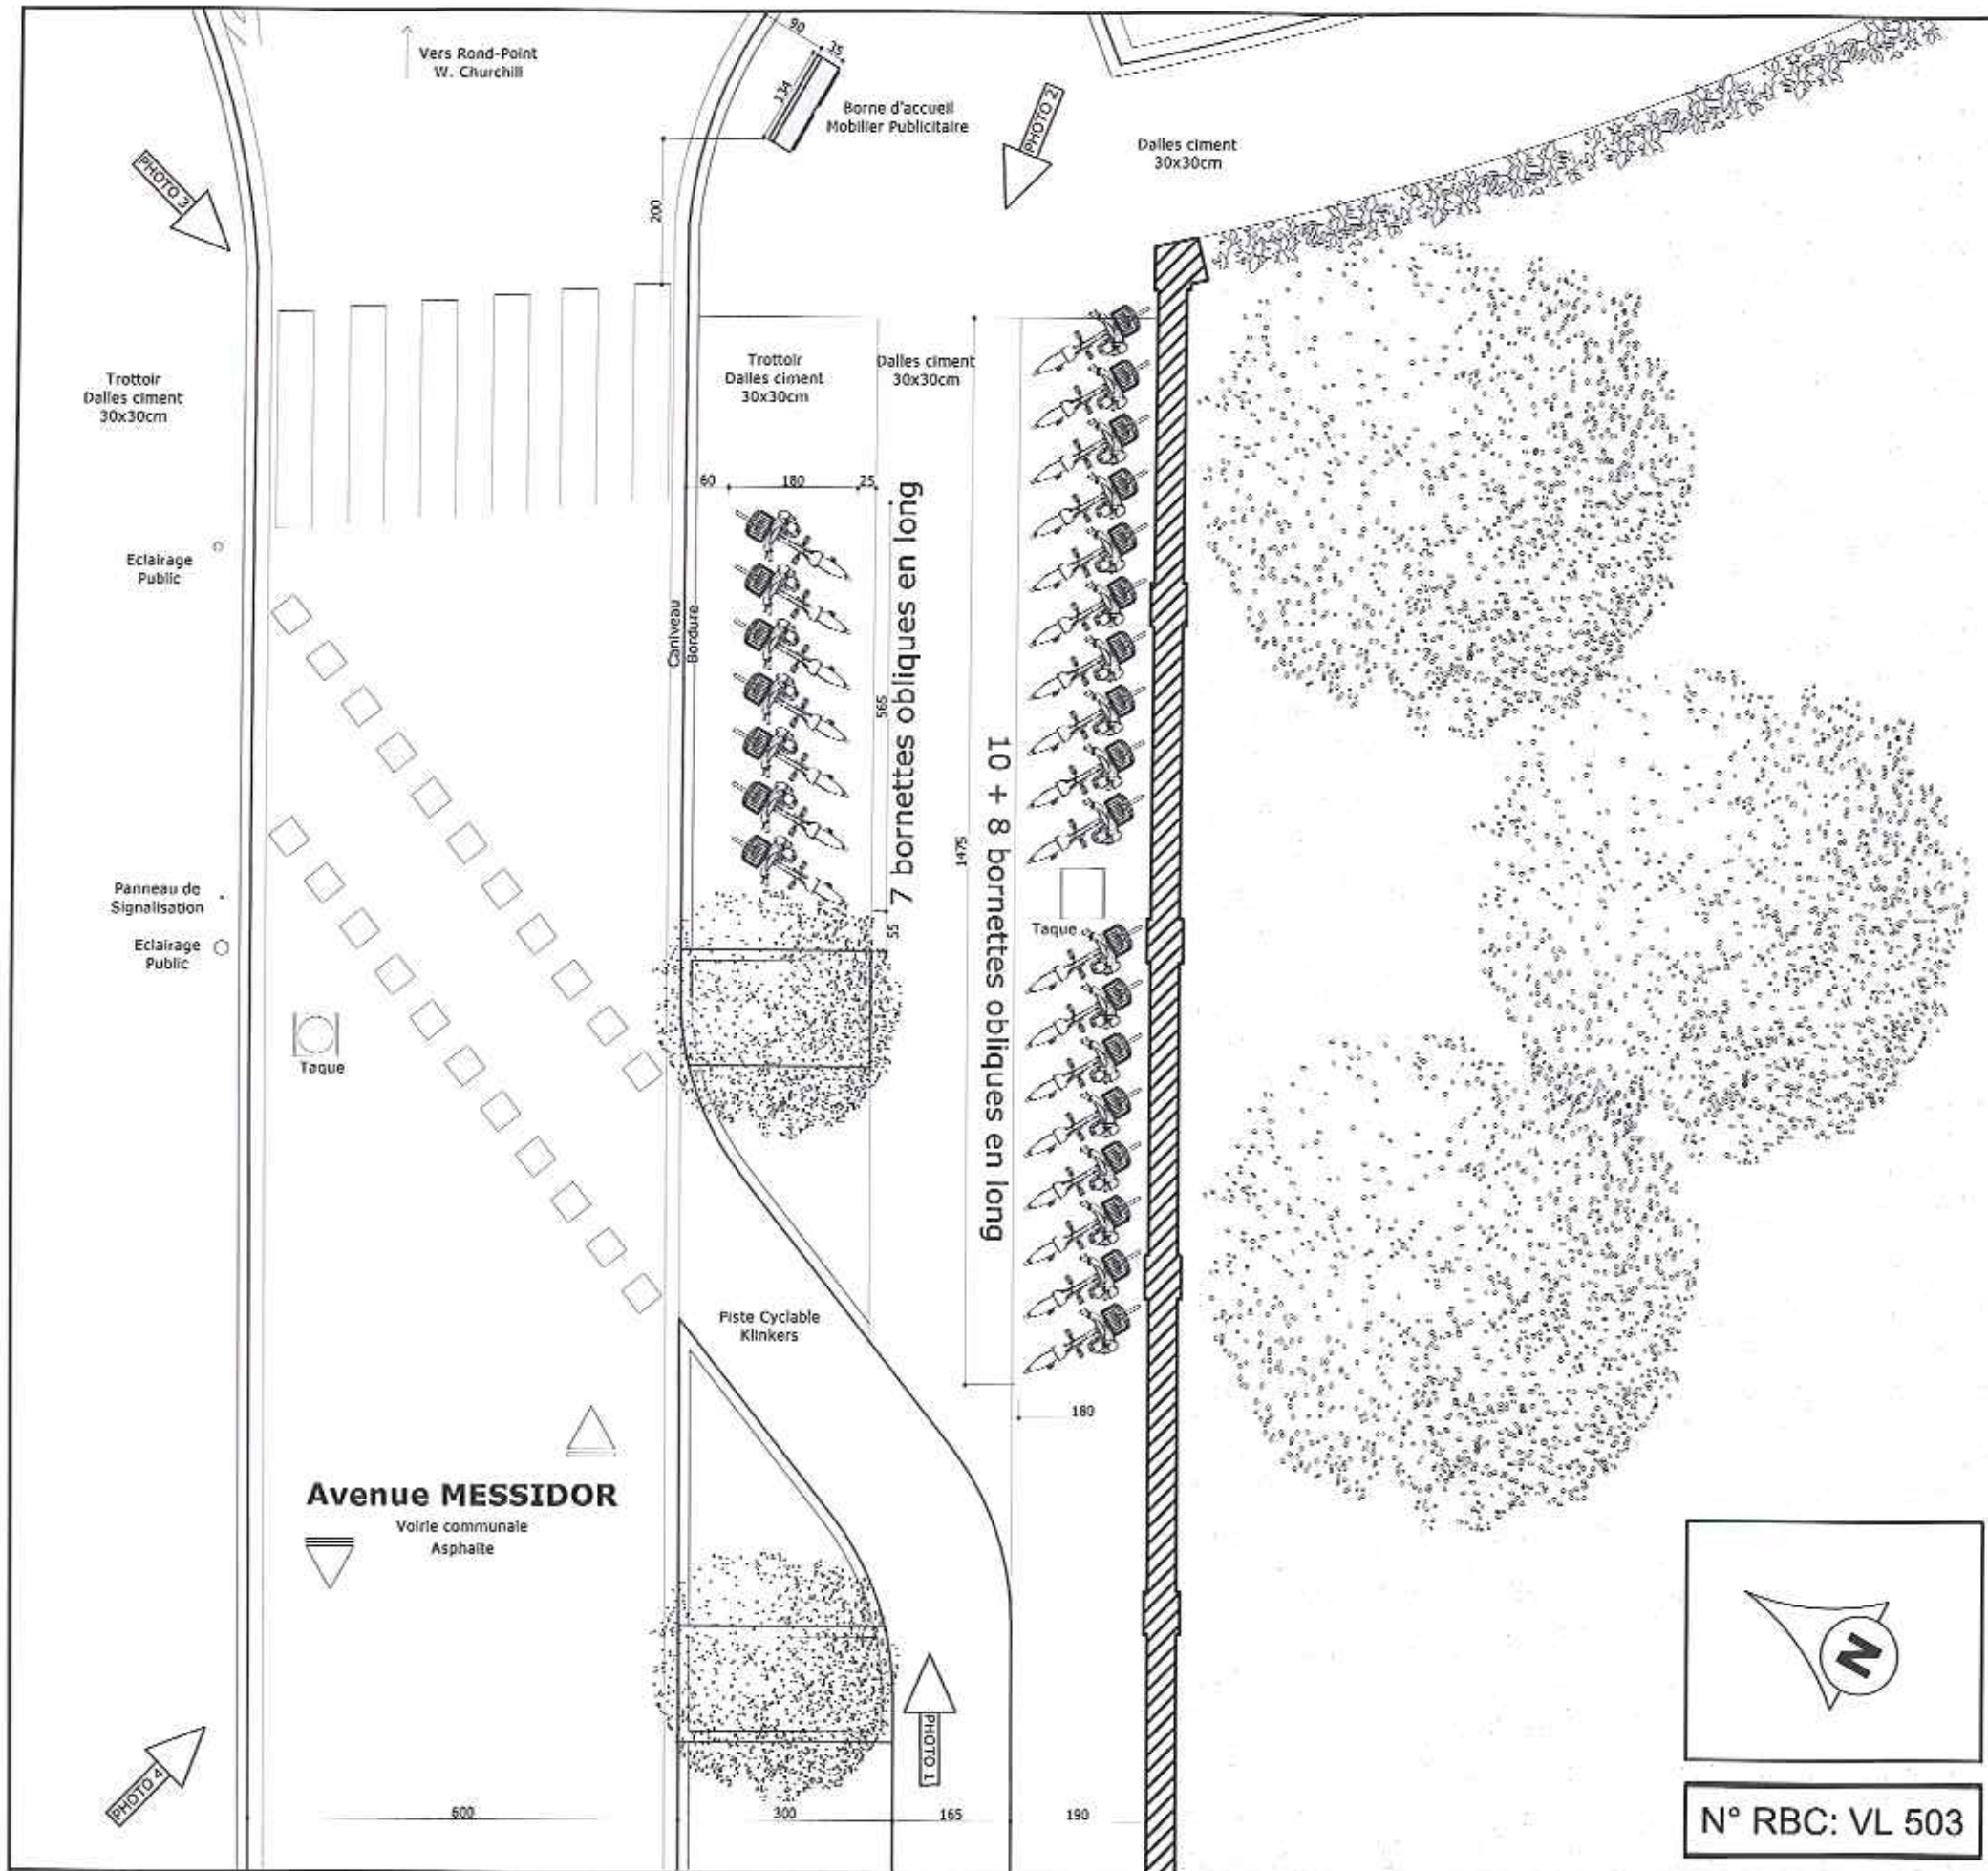 Vers Rond-Point
W. Churchill
90
35
134
Borne d'accueil
Mobilier Publicitaire
PHOTO 2
Dalles ciment
30x30cm
PHOTO 3
200
Trottoir
Dalles ciment
30x30cm
Trottoir
Dalles ciment
30x30cm
Dalles ciment
30x30cm
60
180
25
Eclairage
Public
Caniveau
Bordure
565
7 bornettes obliques en long
1475
10 + 8 bornettes obliques en long
Panneau de
Signalisation
Eclairage
Public
55
Taque
Taque
Piste Cyclable
Klinkers
180
Avenue MESSIDOR
Voirie communale
Asphalte
PHOTO 4
PHOTO 1
600
300
165
190
N
N° RBC: VL 503